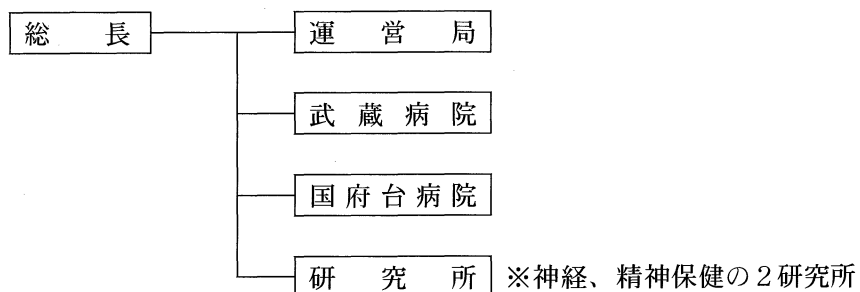 総長
運営局
武蔵病院
国府台病院
研究所 ※神経、精神保健の2研究所